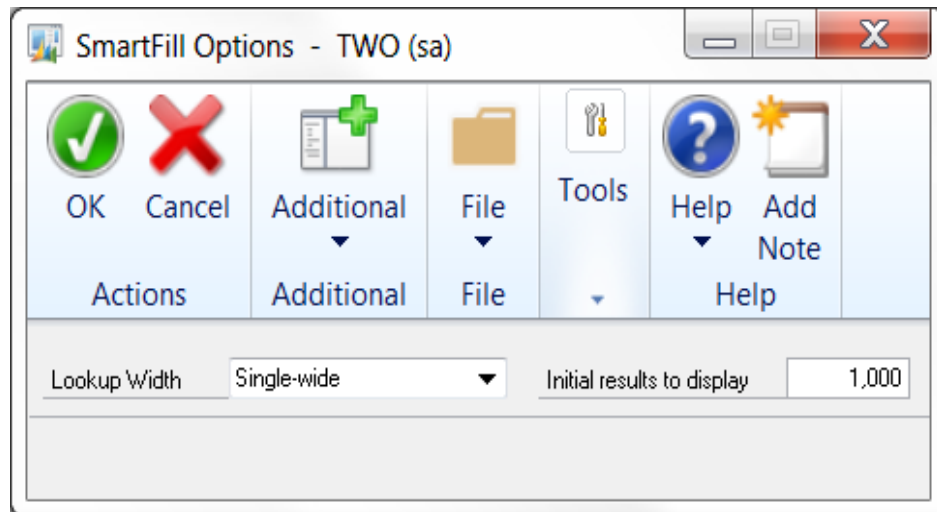 SmartFill Options - TWO (sa)
OK Cancel Additional File Tools Help Add Note
Actions Additional File Help
Lookup Width Single-wide Initial results to display 1,000